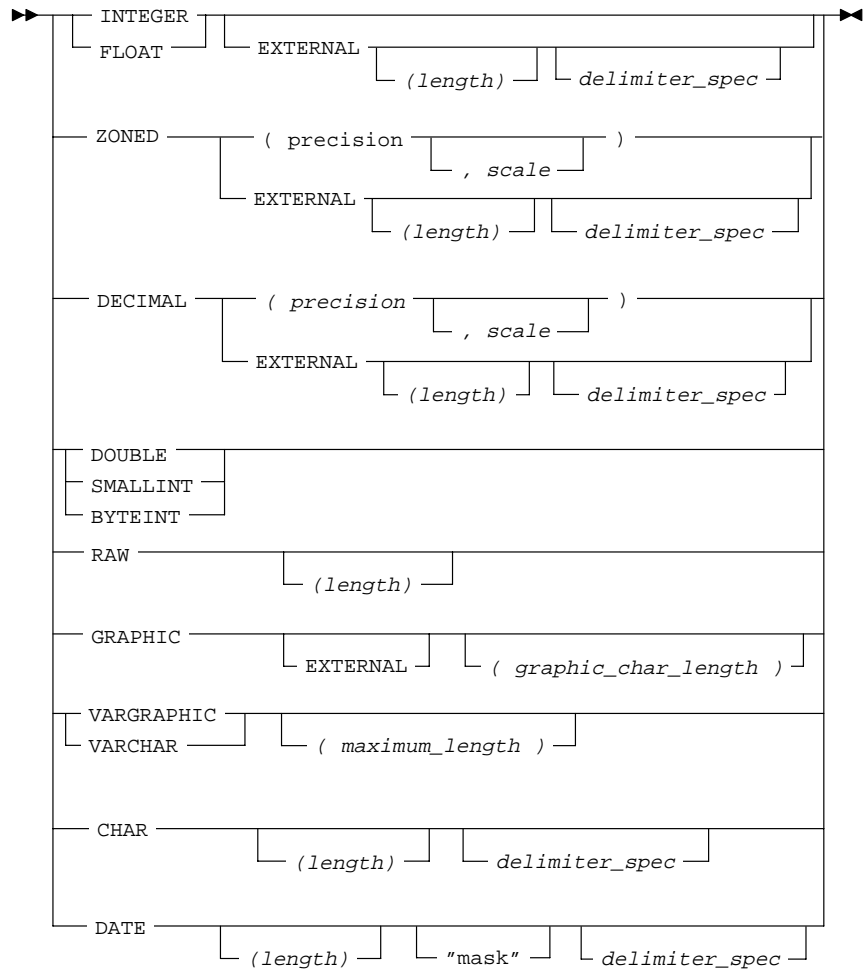 INTEGER
FLOAT
EXTERNAL
(length)
delimiter_spec
ZONED
( precision
, scale
)
EXTERNAL
(length)
delimiter_spec
DECIMAL
( precision
, scale
)
EXTERNAL
(length)
delimiter_spec
DOUBLE
SMALLINT
BYTEINT
RAW
(length)
GRAPHIC
EXTERNAL
( graphic_char_length )
VARGRAPHIC
VARCHAR
( maximum_length )
CHAR
(length)
delimiter_spec
DATE
(length)
"mask"
delimiter_spec